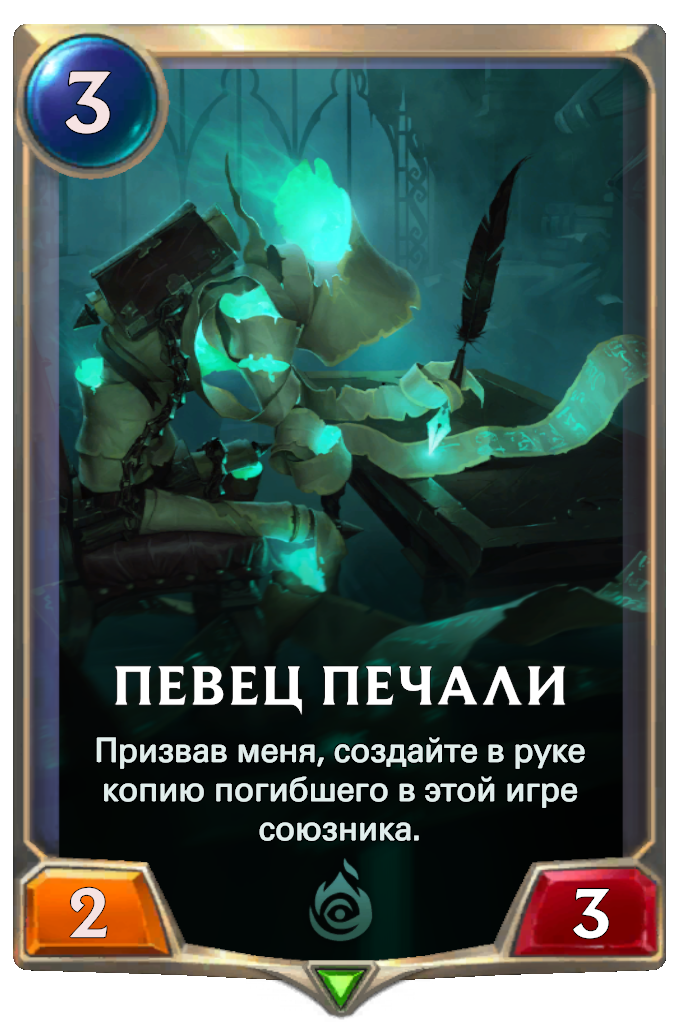 3
ПЕВЕЦ ПЕЧАЛИ
Призвав меня, создайте в руке
копию погибшего в этой игре
союзника.
2
3